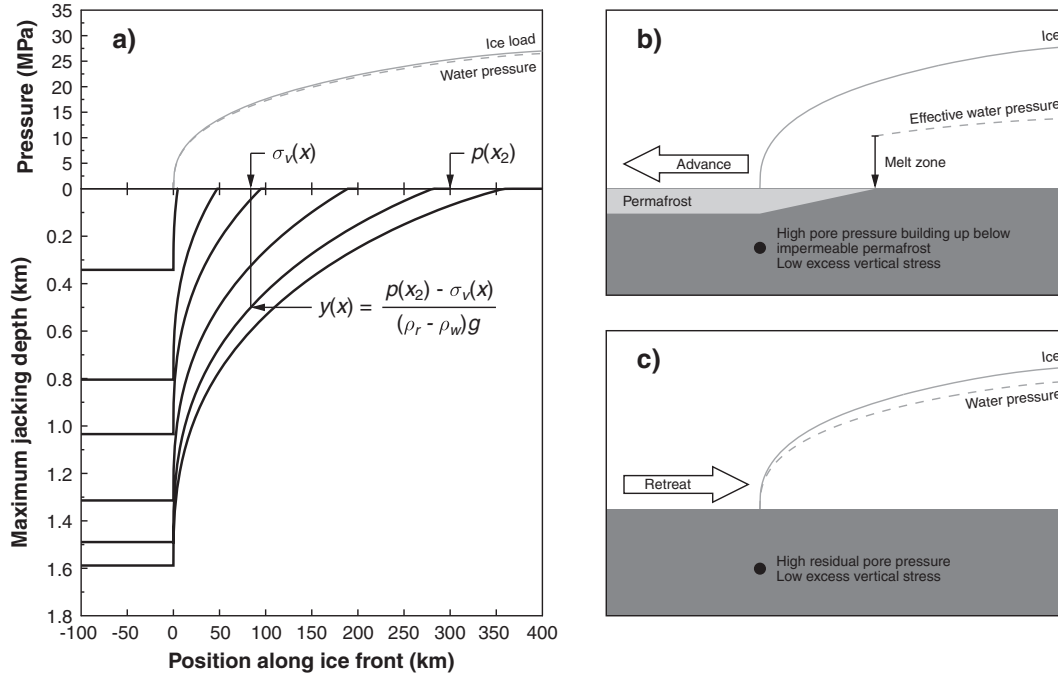 a)
Pressure (MPa)
35
30
25
20
15
10
5
0
Ice load
Water pressure
σv(x)
p(x2)
Maximum jacking depth (km)
0.2
0.4
0.6
0.8
1.0
1.2
1.4
1.6
1.8
y(x) = p(x2) - σv(x)
(ρr - ρw)g
-100 -50 0 50 100 150 200 250 300 350 400
Position along ice front (km)
b)
Ice
Effective water pressure
Advance
Melt zone
Permafrost
High pore pressure building up below
impermeable permafrost
Low excess vertical stress
c)
Ice
Water pressure
Retreat
High residual pore pressure
Low excess vertical stress